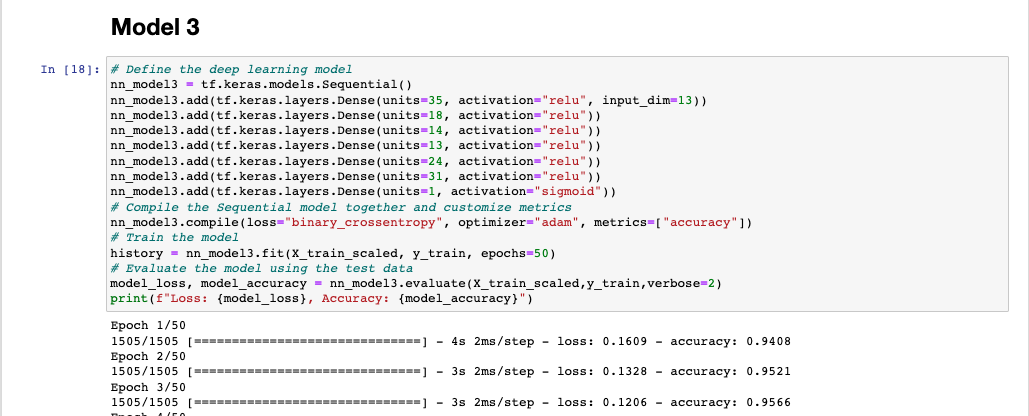 Model 3
In [18]:
# Define the deep learning model
nn_model3 = tf.keras.models.Sequential()
nn_model3.add(tf.keras.layers.Dense(units=35, activation="relu", input_dim=13))
nn_model3.add(tf.keras.layers.Dense(units=18, activation="relu"))
nn_model3.add(tf.keras.layers.Dense(units=14, activation="relu"))
nn_model3.add(tf.keras.layers.Dense(units=13, activation="relu"))
nn_model3.add(tf.keras.layers.Dense(units=24, activation="relu"))
nn_model3.add(tf.keras.layers.Dense(units=31, activation="relu"))
nn_model3.add(tf.keras.layers.Dense(units=1, activation="sigmoid"))
# Compile the Sequential model together and customize metrics
nn_model3.compile(loss="binary_crossentropy", optimizer="adam", metrics=["accuracy"])
# Train the model
history = nn_model3.fit(X_train_scaled, y_train, epochs=50)
# Evaluate the model using the test data
model_loss, model_accuracy = nn_model3.evaluate(X_train_scaled,y_train,verbose=2)
print(f"Loss: {model_loss}, Accuracy: {model_accuracy}")
Epoch 1/50
1505/1505 [==============================] - 4s 2ms/step - loss: 0.1609 - accuracy: 0.9408
Epoch 2/50
1505/1505 [==============================] - 3s 2ms/step - loss: 0.1328 - accuracy: 0.9521
Epoch 3/50
1505/1505 [==============================] - 3s 2ms/step - loss: 0.1206 - accuracy: 0.9566